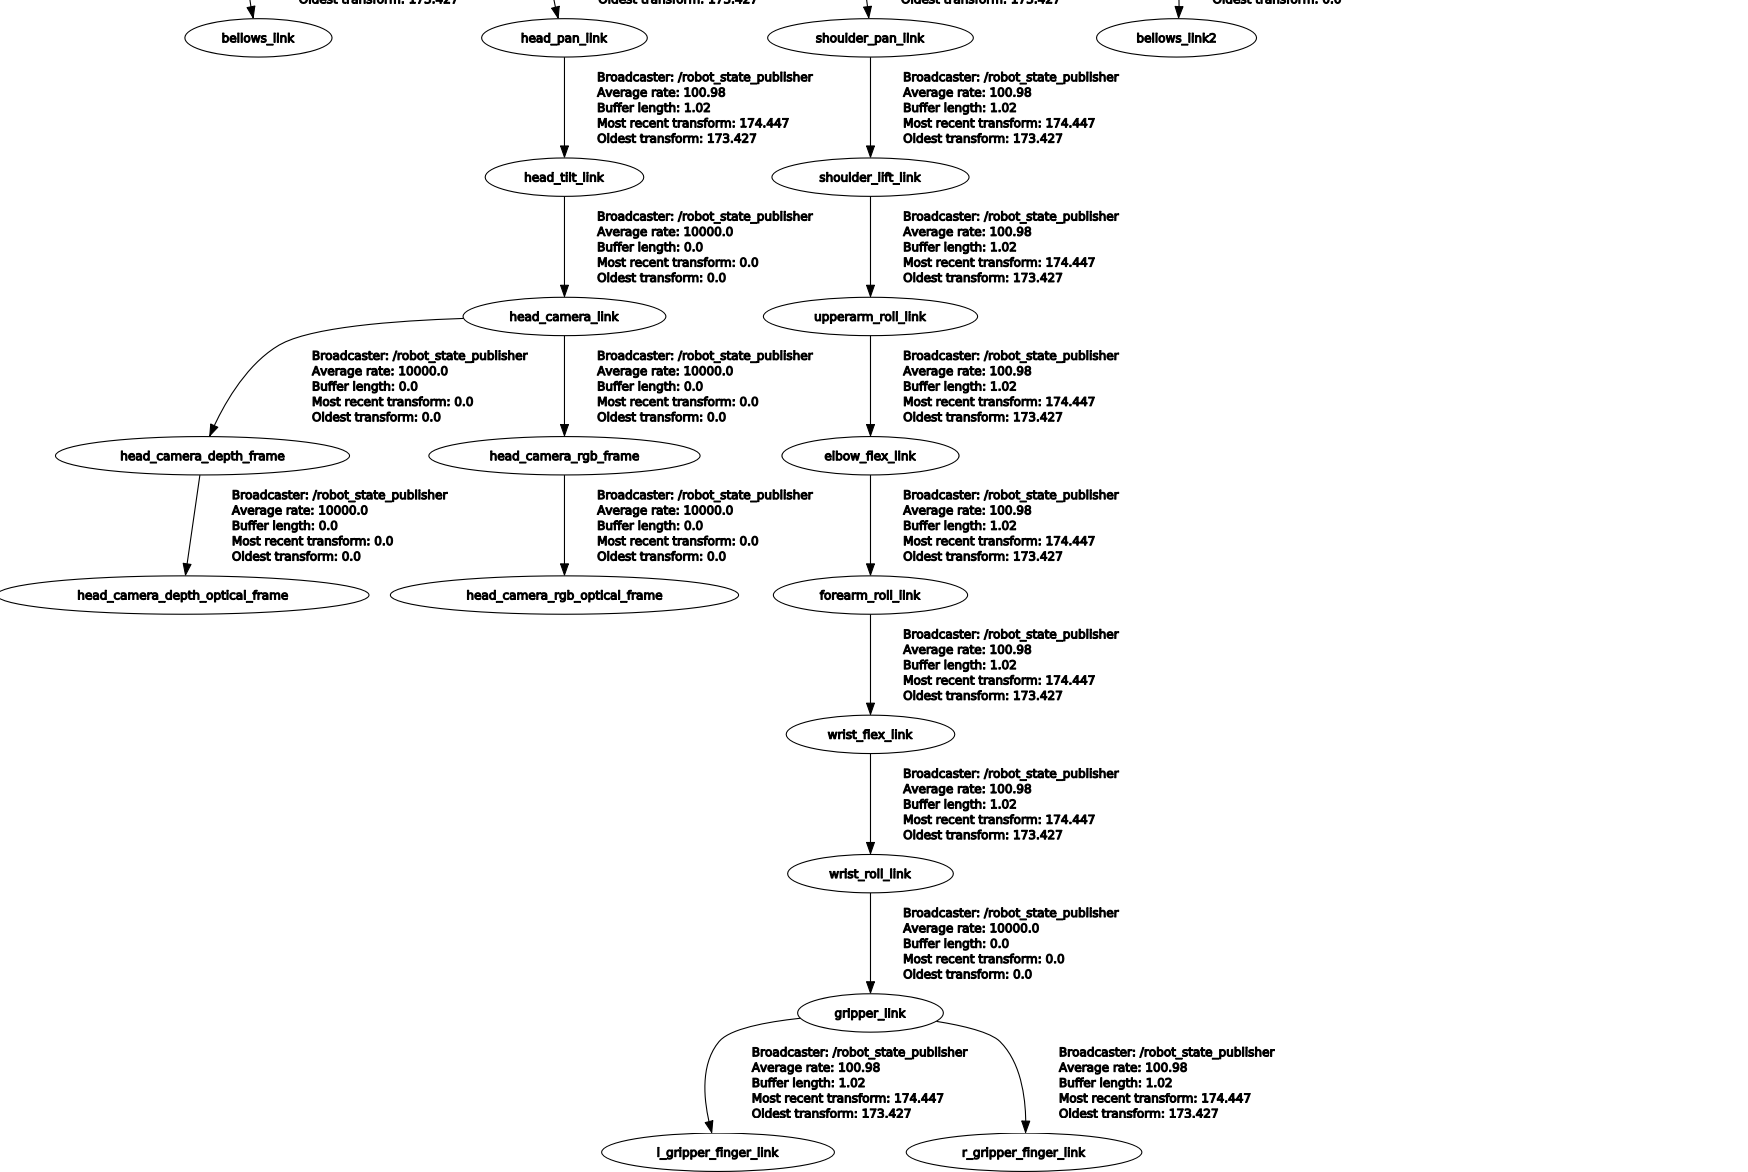 Oldest transform: 173.427
Oldest transform: 173.427
Oldest transform: 173.427
Oldest transform: 0.0
bellows_link
head_pan_link
shoulder_pan_link
bellows_link2
Broadcaster: /robot_state_publisher
Average rate: 100.98
Buffer length: 1.02
Most recent transform: 174.447
Oldest transform: 173.427
Broadcaster: /robot_state_publisher
Average rate: 100.98
Buffer length: 1.02
Most recent transform: 174.447
Oldest transform: 173.427
head_tilt_link
shoulder_lift_link
Broadcaster: /robot_state_publisher
Average rate: 10000.0
Buffer length: 0.0
Most recent transform: 0.0
Oldest transform: 0.0
Broadcaster: /robot_state_publisher
Average rate: 100.98
Buffer length: 1.02
Most recent transform: 174.447
Oldest transform: 173.427
head_camera_link
upperarm_roll_link
Broadcaster: /robot_state_publisher
Average rate: 10000.0
Buffer length: 0.0
Most recent transform: 0.0
Oldest transform: 0.0
Broadcaster: /robot_state_publisher
Average rate: 10000.0
Buffer length: 0.0
Most recent transform: 0.0
Oldest transform: 0.0
Broadcaster: /robot_state_publisher
Average rate: 100.98
Buffer length: 1.02
Most recent transform: 174.447
Oldest transform: 173.427
head_camera_depth_frame
head_camera_rgb_frame
elbow_flex_link
Broadcaster: /robot_state_publisher
Average rate: 10000.0
Buffer length: 0.0
Most recent transform: 0.0
Oldest transform: 0.0
Broadcaster: /robot_state_publisher
Average rate: 10000.0
Buffer length: 0.0
Most recent transform: 0.0
Oldest transform: 0.0
Broadcaster: /robot_state_publisher
Average rate: 100.98
Buffer length: 1.02
Most recent transform: 174.447
Oldest transform: 173.427
head_camera_depth_optical_frame
head_camera_rgb_optical_frame
forearm_roll_link
Broadcaster: /robot_state_publisher
Average rate: 100.98
Buffer length: 1.02
Most recent transform: 174.447
Oldest transform: 173.427
wrist_flex_link
Broadcaster: /robot_state_publisher
Average rate: 100.98
Buffer length: 1.02
Most recent transform: 174.447
Oldest transform: 173.427
wrist_roll_link
Broadcaster: /robot_state_publisher
Average rate: 10000.0
Buffer length: 0.0
Most recent transform: 0.0
Oldest transform: 0.0
gripper_link
Broadcaster: /robot_state_publisher
Average rate: 100.98
Buffer length: 1.02
Most recent transform: 174.447
Oldest transform: 173.427
Broadcaster: /robot_state_publisher
Average rate: 100.98
Buffer length: 1.02
Most recent transform: 174.447
Oldest transform: 173.427
l_gripper_finger_link
r_gripper_finger_link